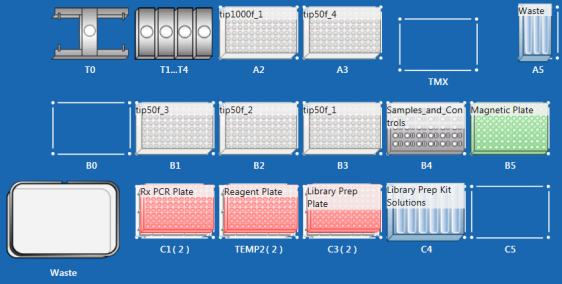 tip1000f_1
tip50f_4
Waste
T0
T1...T4
A2
A3
TMX
A5
tip50f_3
tip50f_2
tip50f_1
Samples_and_Con
trols
Magnetic Plate
B0
B1
B2
B3
B4
B5
Rx PCR Plate
Reagent Plate
Library Prep
Plate
Library Prep Kit
Solutions
C1 ( 2 )
TEMP2 ( 2 )
C3 ( 2 )
C4
C5
Waste